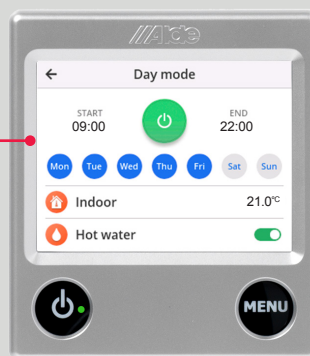 Alde
Day mode
START
09:00
END
22:00
Mon Tue Wed Thu Fri Sat Sun
Indoor 21.0°C
Hot water
MENU